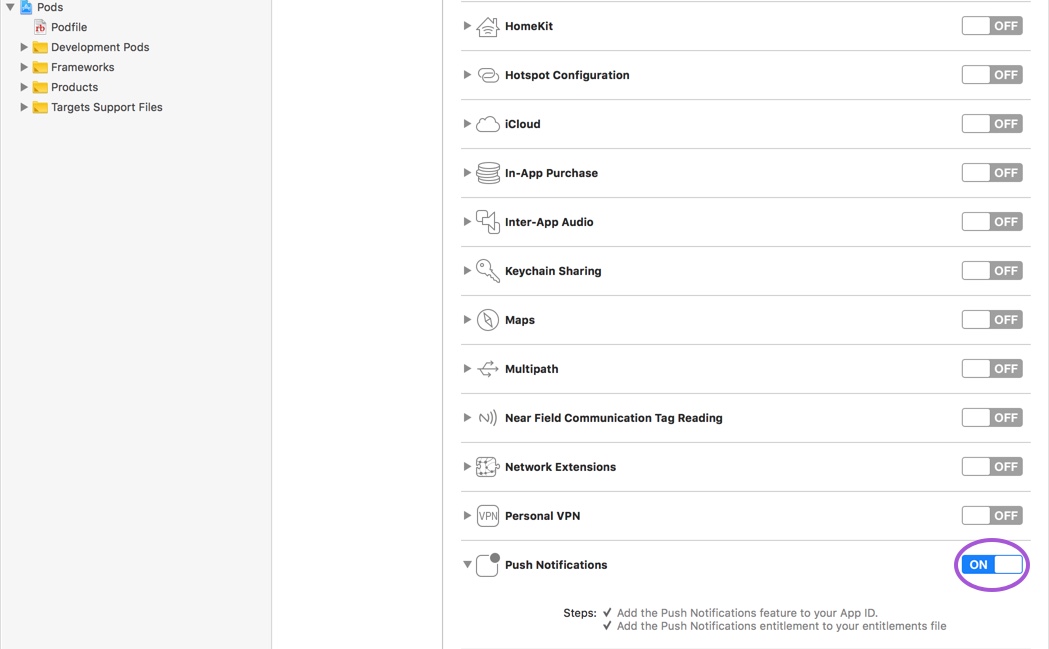 Pods
Podfile
Development Pods
Frameworks
Products
Targets Support Files
HomeKit OFF
Hotspot Configuration OFF
iCloud OFF
In-App Purchase OFF
Inter-App Audio OFF
Keychain Sharing OFF
Maps OFF
Multipath OFF
Near Field Communication Tag Reading OFF
Network Extensions OFF
VPN Personal VPN OFF
Push Notifications ON
Steps: ✓ Add the Push Notifications feature to your App ID.
✓ Add the Push Notifications entitlement to your entitlements file